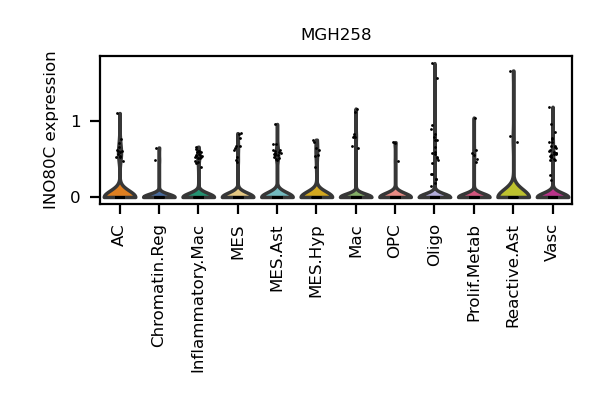 MGH258
INO80C expression
1
0
AC
Chromatin.Reg
Inflammatory.Mac
MES
MES.Ast
MES.Hyp
Mac
OPC
Oligo
Prolif.Metab
Reactive.Ast
Vasc